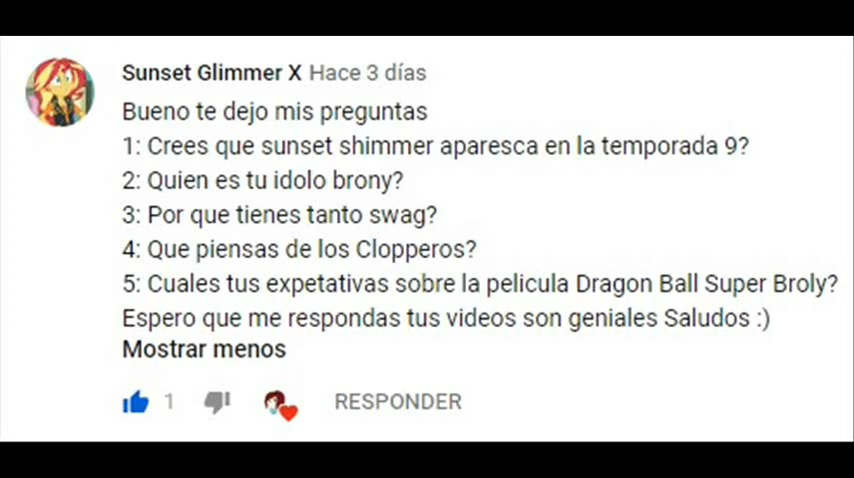 Sunset Glimmer X Hace 3 días
Bueno te dejo mis preguntas
1: Crees que sunset shimmer aparesca en la temporada 9?
2: Quien es tu idolo brony?
3: Por que tienes tanto swag?
4: Que piensas de los Clopperos?
5: Cuales tus expetativas sobre la pelicula Dragon Ball Super Broly?
Espero que me respondas tus videos son geniales Saludos :)
Mostrar menos
1 RESPONDER